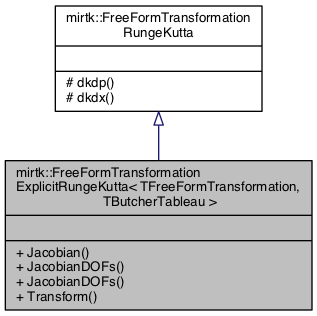 mirtk::FreeFormTransformation
RungeKutta
# dkdp()
# dkdx()
mirtk::FreeFormTransformation
ExplicitRungeKutta< TFreeFormTransformation,
TButcherTableau >
+ Jacobian()
+ JacobianDOFs()
+ JacobianDOFs()
+ Transform()